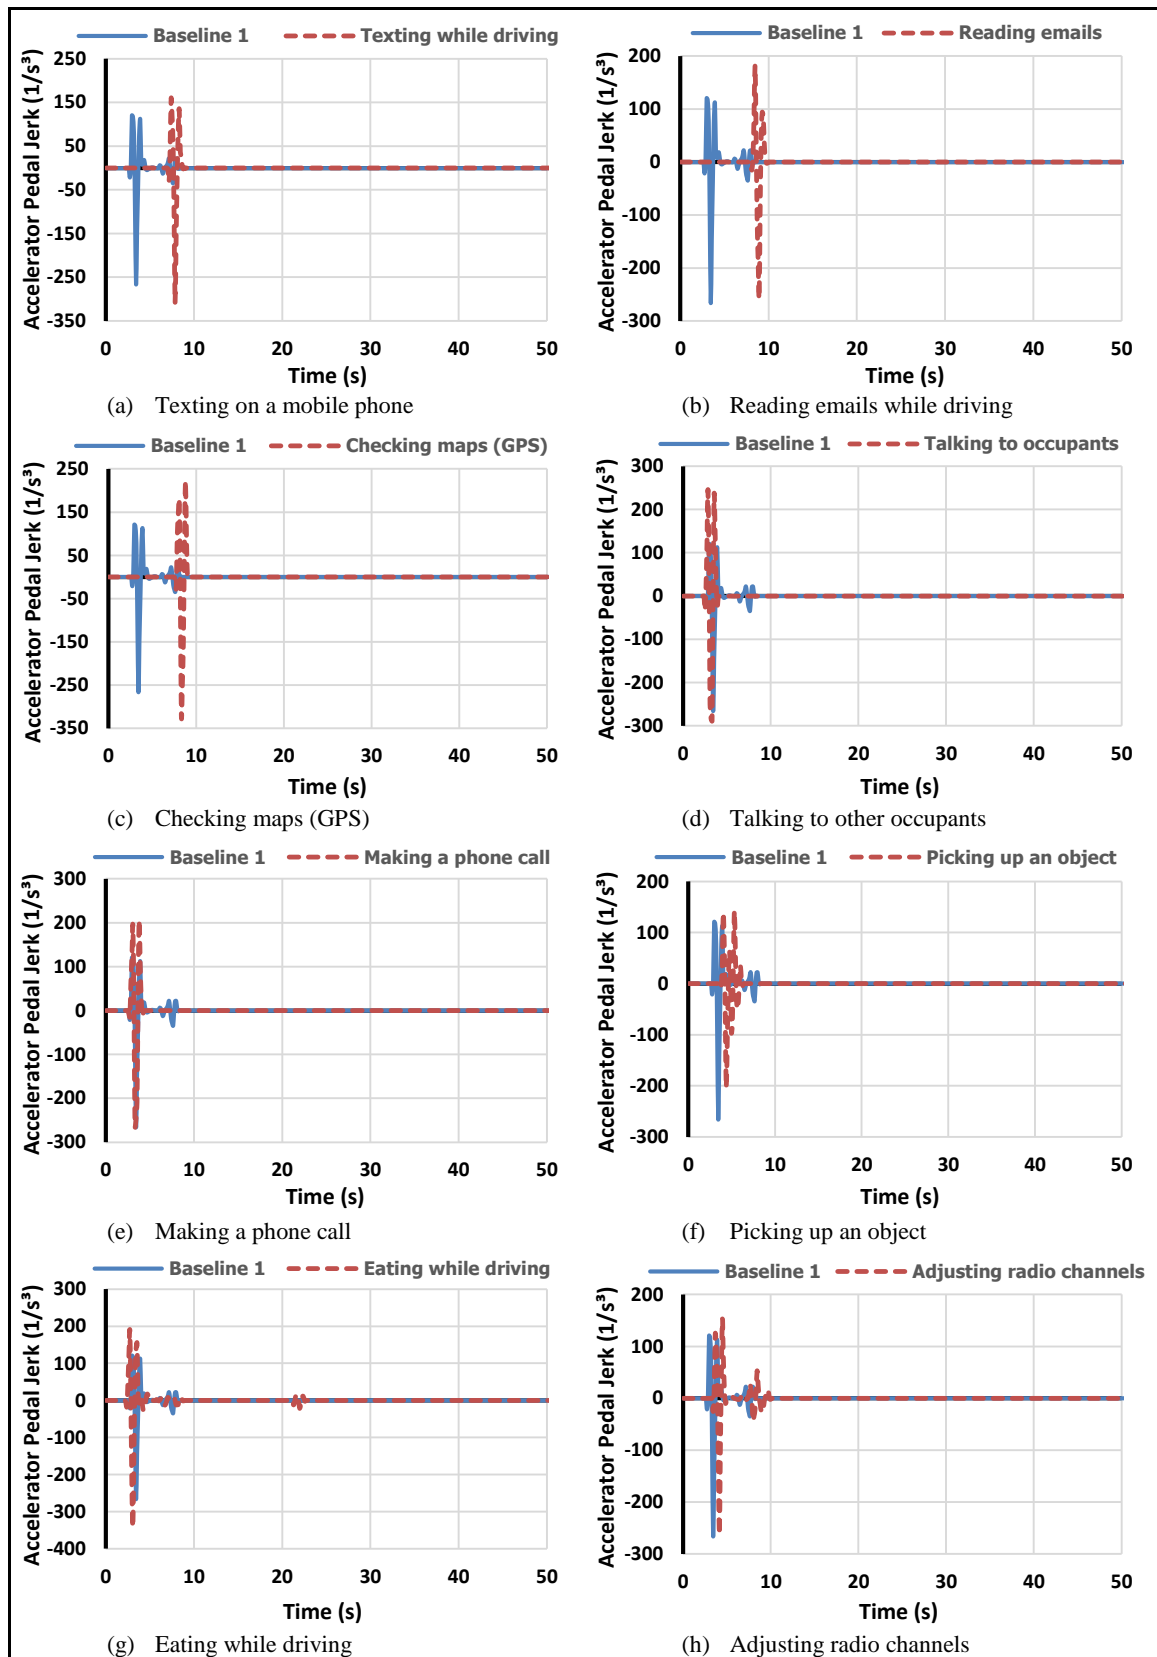 Baseline 1 Texting while driving
Accelerator Pedal Jerk (1/s³)
250
150
50
-50
-150
-250
-350
0 10 20 30 40 50
Time (s)
(a) Texting on a mobile phone
Baseline 1 Reading emails
Accelerator Pedal Jerk (1/s³)
200
100
0
-100
-200
-300
0 10 20 30 40 50
Time (s)
(b) Reading emails while driving
Baseline 1 Checking maps (GPS)
Accelerator Pedal Jerk (1/s³)
250
150
50
-50
-150
-250
-350
0 10 20 30 40 50
Time (s)
(c) Checking maps (GPS)
Baseline 1 Talking to occupants
Accelerator Pedal Jerk (1/s³)
300
200
100
0
-100
-200
-300
0 10 20 30 40 50
Time (s)
(d) Talking to other occupants
Baseline 1 Making a phone call
Accelerator Pedal Jerk (1/s³)
300
200
100
0
-100
-200
-300
0 10 20 30 40 50
Time (s)
(e) Making a phone call
Baseline 1 Picking up an object
Accelerator Pedal Jerk (1/s³)
200
100
0
-100
-200
-300
0 10 20 30 40 50
Time (s)
(f) Picking up an object
Baseline 1 Eating while driving
Accelerator Pedal Jerk (1/s³)
300
200
100
0
-100
-200
-300
-400
0 10 20 30 40 50
Time (s)
(g) Eating while driving
Baseline 1 Adjusting radio channels
Accelerator Pedal Jerk (1/s³)
200
100
0
-100
-200
-300
0 10 20 30 40 50
Time (s)
(h) Adjusting radio channels